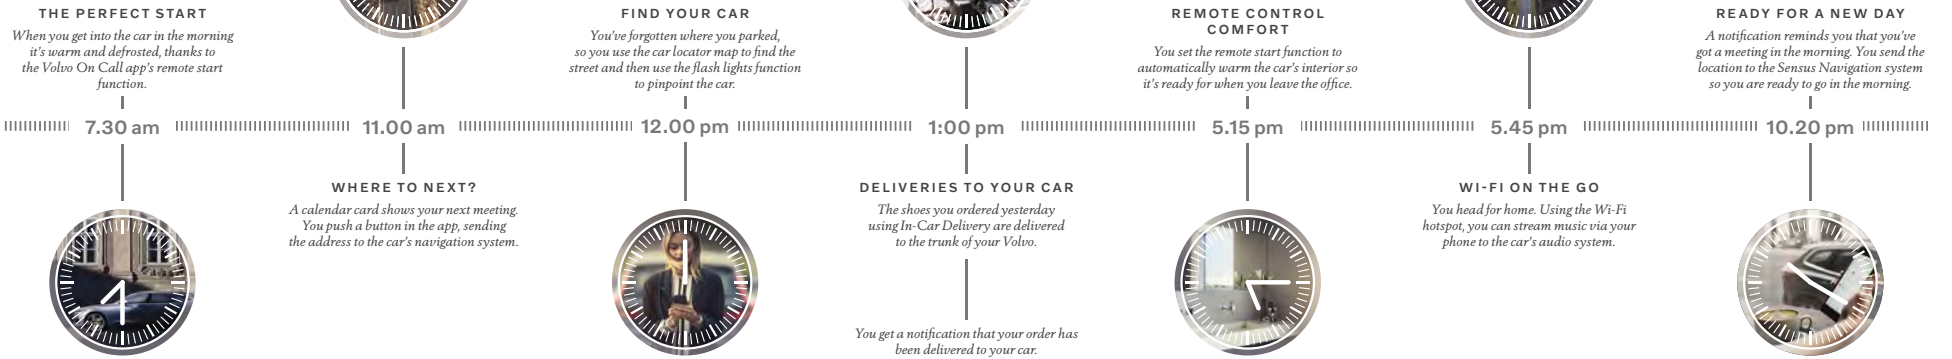 THE PERFECT START
When you get into the car in the morning
it's warm and defrosted, thanks to
the Volvo On Call app's remote start
function.
7.30 am
11.00 am
WHERE TO NEXT?
A calendar card shows your next meeting.
You push a button in the app, sending
the address to the car's navigation system.
FIND YOUR CAR
You've forgotten where you parked,
so you use the car locator map to find the
street and then use the flash lights function
to pinpoint the car.
12.00 pm
1:00 pm
DELIVERIES TO YOUR CAR
The shoes you ordered yesterday
using In-Car Delivery are delivered
to the trunk of your Volvo.
You get a notification that your order has
been delivered to your car.
REMOTE CONTROL
COMFORT
You set the remote start function to
automatically warm the car's interior so
it's ready for when you leave the office.
5.15 pm
5.45 pm
WI-FI ON THE GO
You head for home. Using the Wi-Fi
hotspot, you can stream music via your
phone to the car's audio system.
READY FOR A NEW DAY
A notification reminds you that you've
got a meeting in the morning. You send the
location to the Sensus Navigation system
so you are ready to go in the morning.
10.20 pm